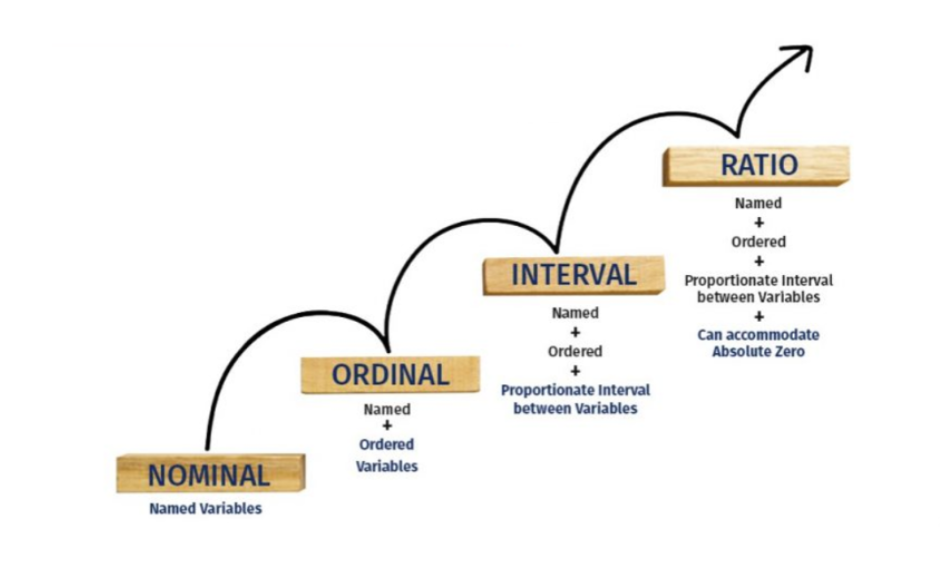 NOMINAL
Named Variables
ORDINAL
Named
+
Ordered
Variables
INTERVAL
Named
+
Ordered
+
Proportionate Interval
between Variables
RATIO
Named
+
Ordered
+
Proportionate Interval
between Variables
+
Can accommodate
Absolute Zero